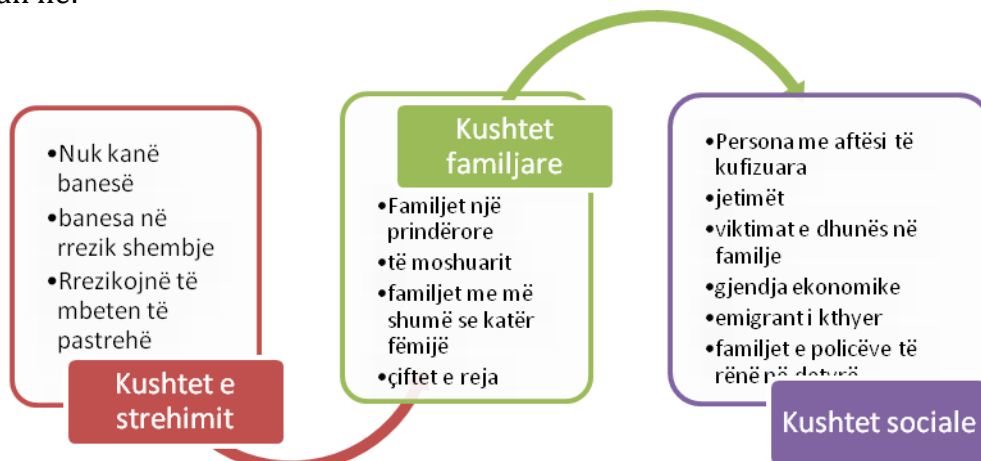 •Nuk kanë
banesë
•banesa në
rrezik shembje
•Rrezikojnë të
mbeten të
pastrehë
Kushtet e
strehimit
Kushtet
familjare
•Familjet një
prindërore
•të moshuarit
•familjet me më
shumë se katër
fëmijë
•çiftet e reja
•Persona me aftësi të
kufizuara
•jetimët
•viktimat e dhunës në
familje
•gjendja ekonomike
•emigrant i kthyer
•familjet e policëve të
rënë në detyrë
Kushtet sociale